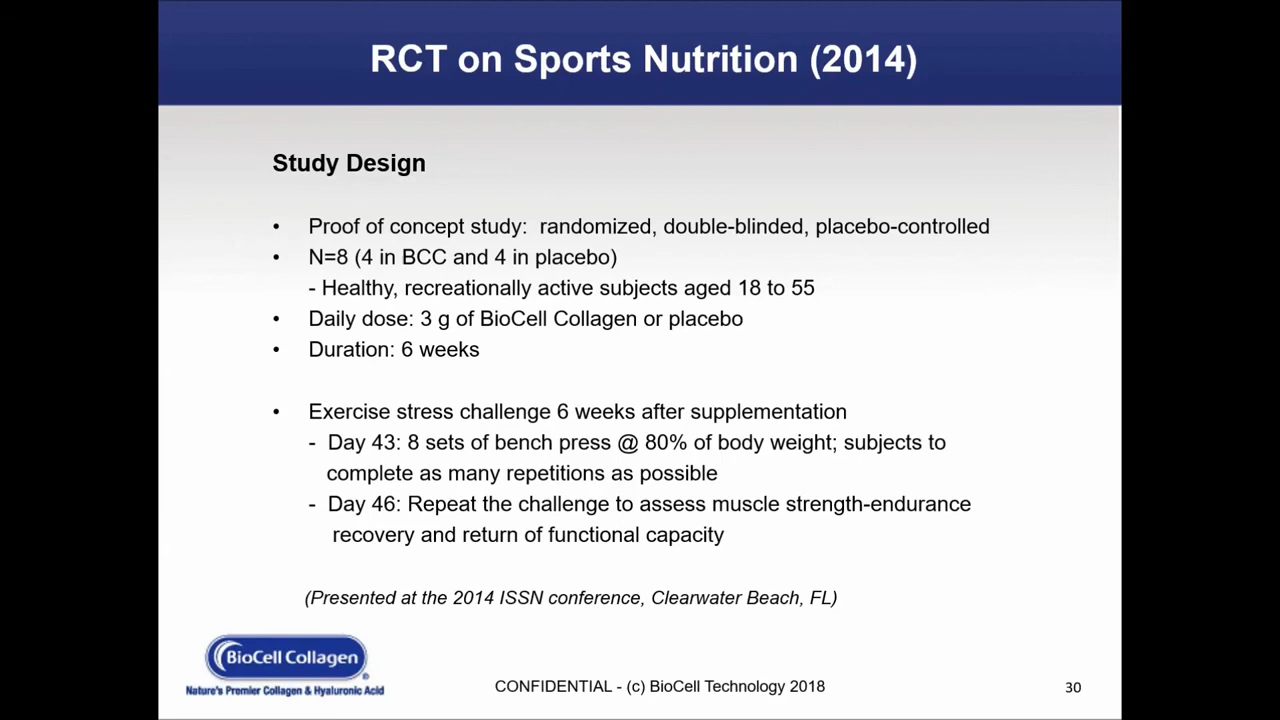 RCT on Sports Nutrition (2014)
Study Design
• Proof of concept study: randomized, double-blinded, placebo-controlled
• N=8 (4 in BCC and 4 in placebo)
- Healthy, recreationally active subjects aged 18 to 55
• Daily dose: 3 g of BioCell Collagen or placebo
• Duration: 6 weeks
• Exercise stress challenge 6 weeks after supplementation
- Day 43: 8 sets of bench press @ 80% of body weight; subjects to
complete as many repetitions as possible
- Day 46: Repeat the challenge to assess muscle strength-endurance
recovery and return of functional capacity
(Presented at the 2014 ISSN conference, Clearwater Beach, FL)
BioCell Collagen®
Nature's Premier Collagen & Hyaluronic Acid
CONFIDENTIAL - (c) BioCell Technology 2018
30